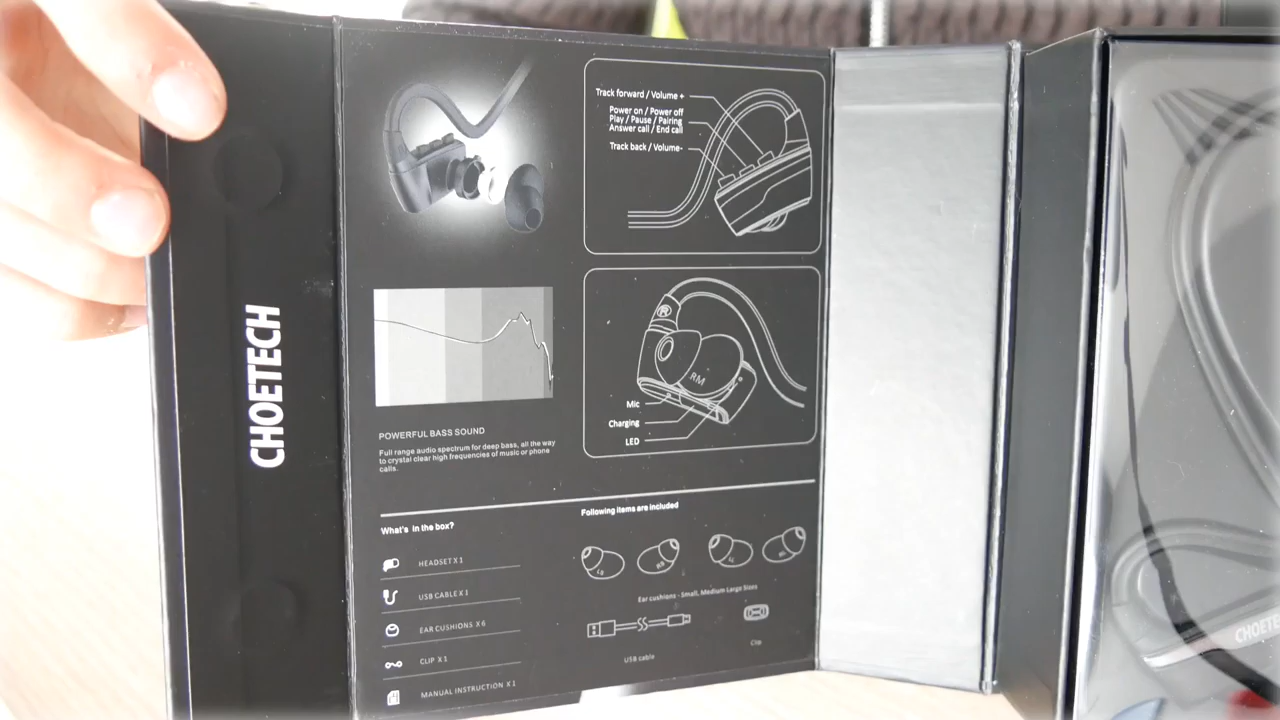 CHOETECH
Track forward / Volume +
Power on / Power off
Play / Pause / Pairing
Answer call / End call
Track back / Volume-
R
RM
Mic
Charging
LED
POWERFUL BASS SOUND
Full range audio spectrum for deep bass, all the way
to crystal clear high frequencies of music or phone
calls.
What's in the box?
HEADSET X 1
USB CABLE X 1
EAR CUSHIONS X 6
CLIP X 1
MANUAL INSTRUCTION X 1
Following items are included
Ear cushions - Small, Medium Large Sizes
USB cable
Clip